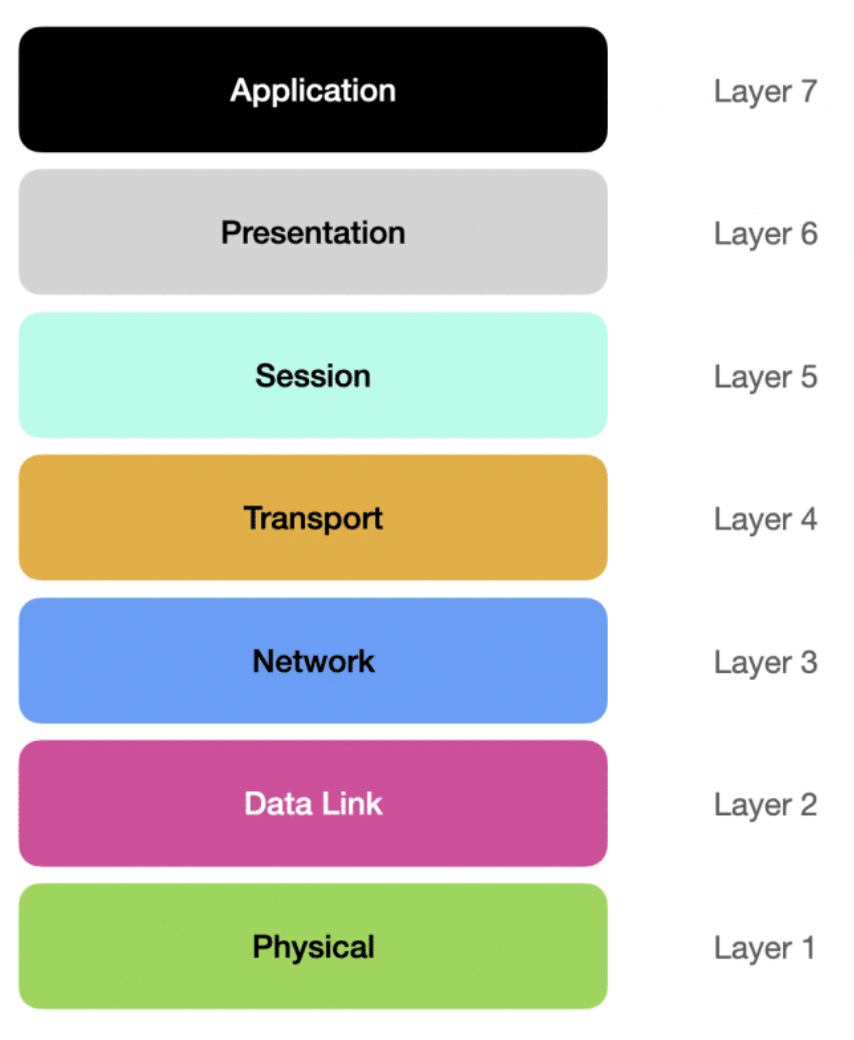 Application Layer 7
Presentation Layer 6
Session Layer 5
Transport Layer 4
Network Layer 3
Data Link Layer 2
Physical Layer 1